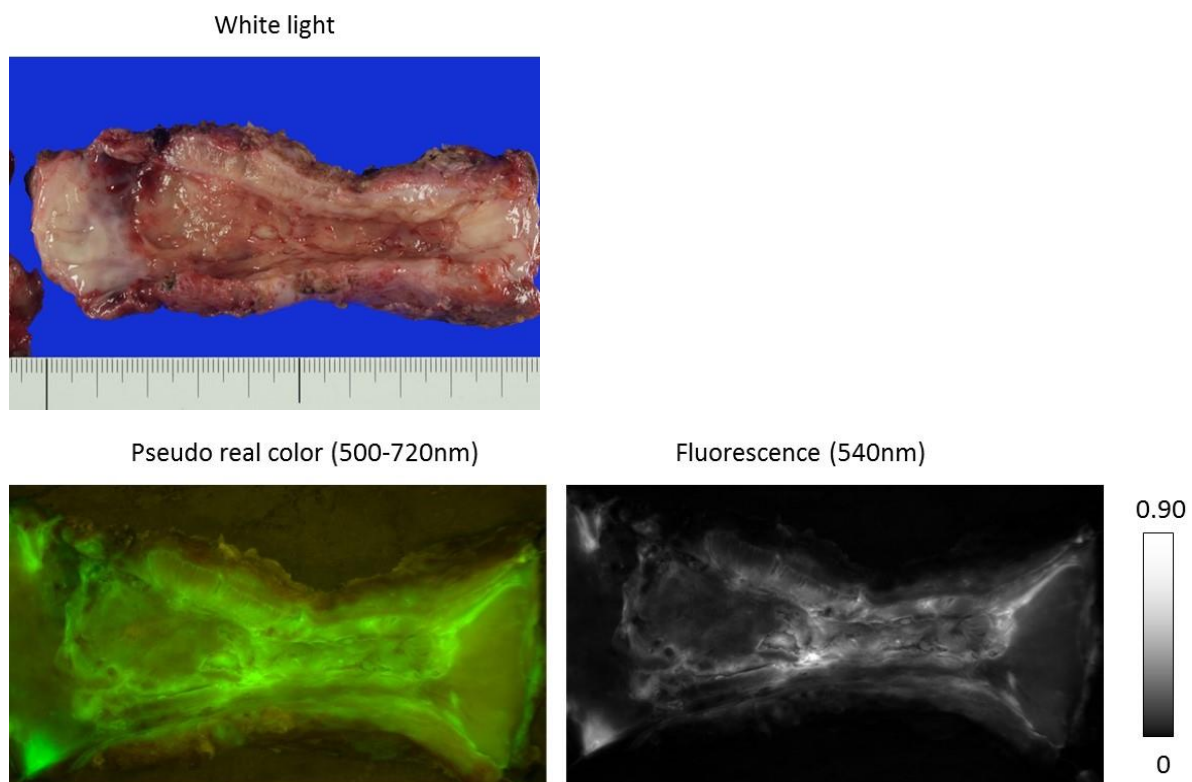 White light
Pseudo real color (500-720nm)
Fluorescence (540nm)
0.90
0